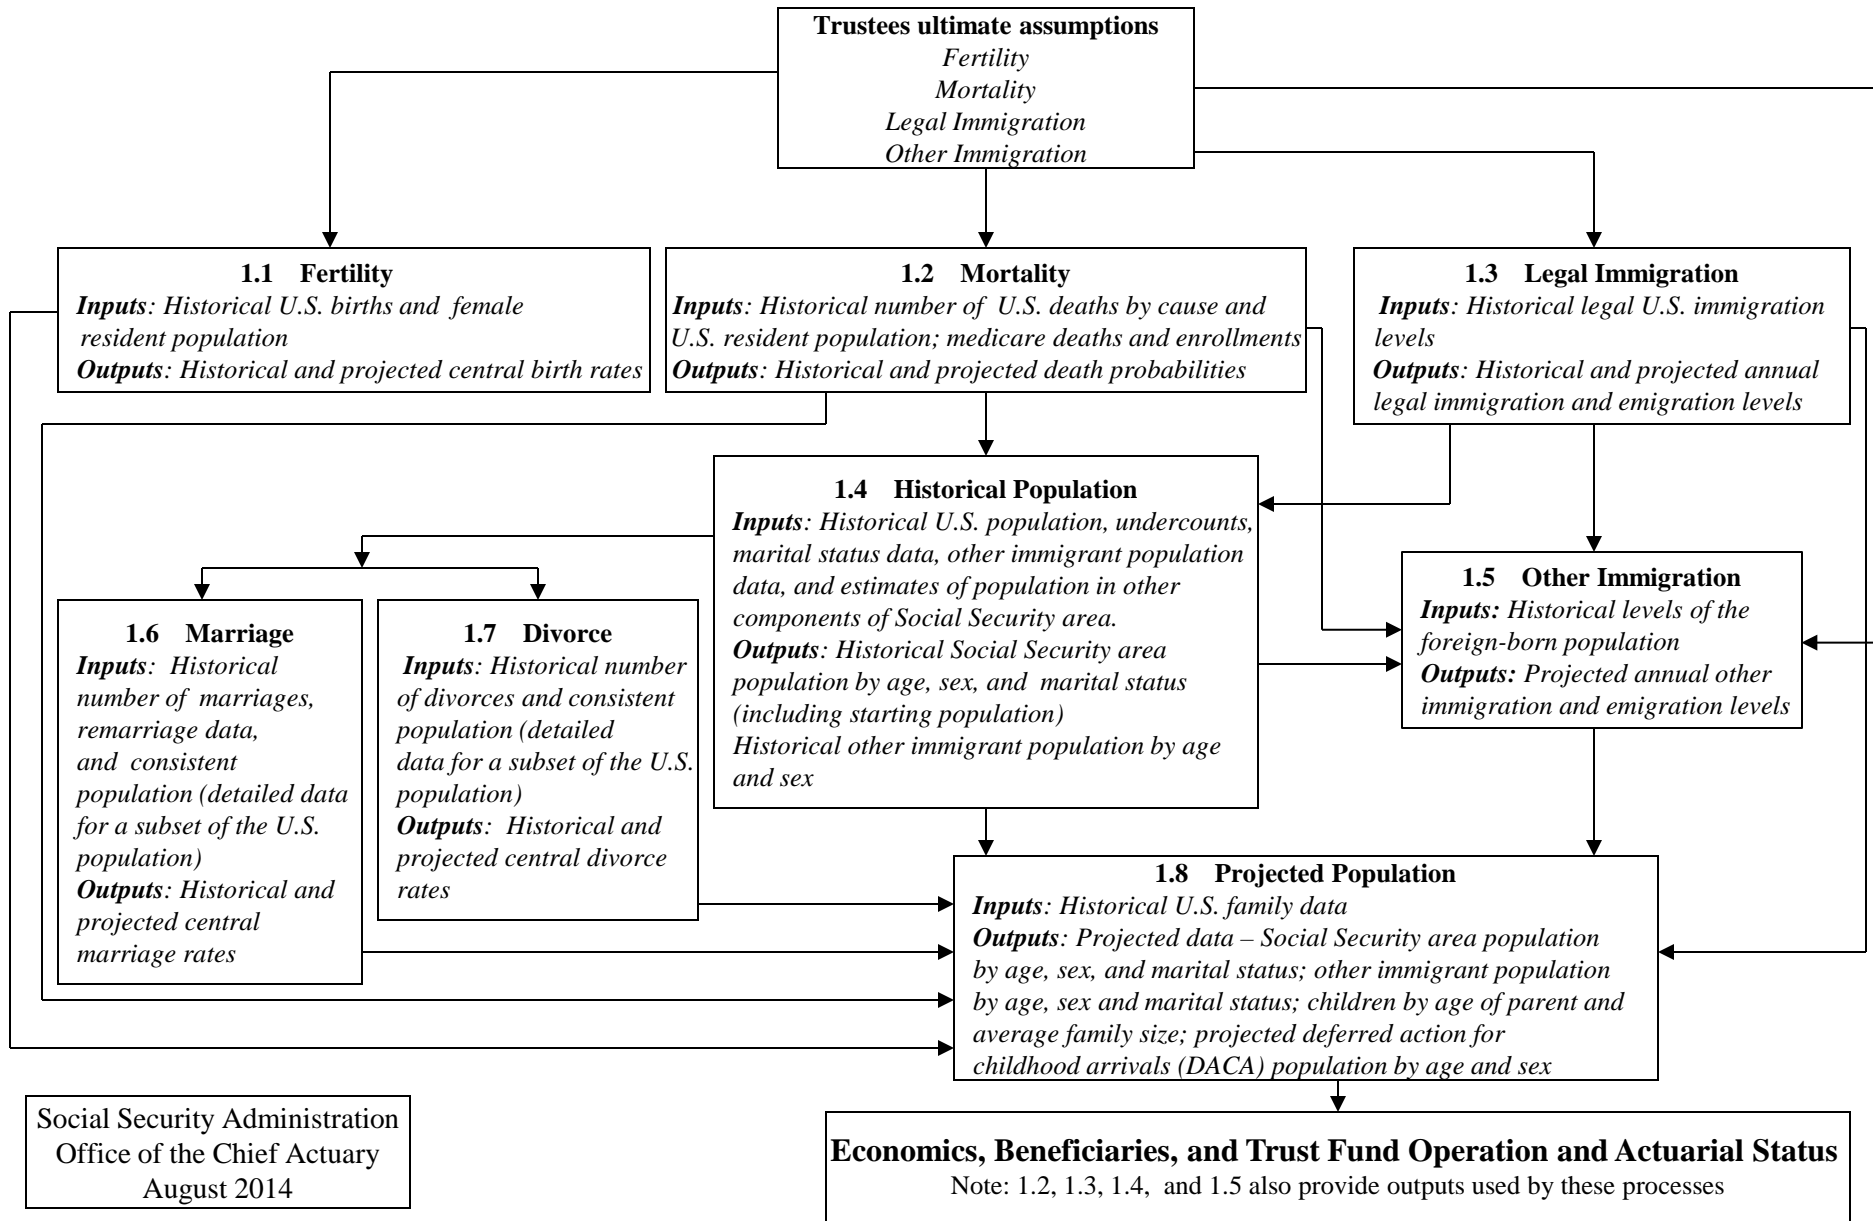 Trustees ultimate assumptions
Fertility
Mortality
Legal Immigration
Other Immigration
1.1 Fertility
Inputs: Historical U.S. births and female
resident population
Outputs: Historical and projected central birth rates
1.2 Mortality
Inputs: Historical number of U.S. deaths by cause and
U.S. resident population; medicare deaths and enrollments
Outputs: Historical and projected death probabilities
1.3 Legal Immigration
Inputs: Historical legal U.S. immigration
levels
Outputs: Historical and projected annual
legal immigration and emigration levels
1.4 Historical Population
Inputs: Historical U.S. population, undercounts,
marital status data, other immigrant population
data, and estimates of population in other
components of Social Security area.
Outputs: Historical Social Security area
population by age, sex, and marital status
(including starting population)
Historical other immigrant population by age
and sex
1.5 Other Immigration
Inputs: Historical levels of the
foreign-born population
Outputs: Projected annual other
immigration and emigration levels
1.6 Marriage
Inputs: Historical
number of marriages,
remarriage data,
and consistent
population (detailed data
for a subset of the U.S.
population)
Outputs: Historical and
projected central
marriage rates
1.7 Divorce
Inputs: Historical number
of divorces and consistent
population (detailed
data for a subset of the U.S.
population)
Outputs: Historical and
projected central divorce
rates
1.8 Projected Population
Inputs: Historical U.S. family data
Outputs: Projected data – Social Security area population
by age, sex, and marital status; other immigrant population
by age, sex and marital status; children by age of parent and
average family size; projected deferred action for
childhood arrivals (DACA) population by age and sex
Social Security Administration
Office of the Chief Actuary
August 2014
Economics, Beneficiaries, and Trust Fund Operation and Actuarial Status
Note: 1.2, 1.3, 1.4, and 1.5 also provide outputs used by these processes